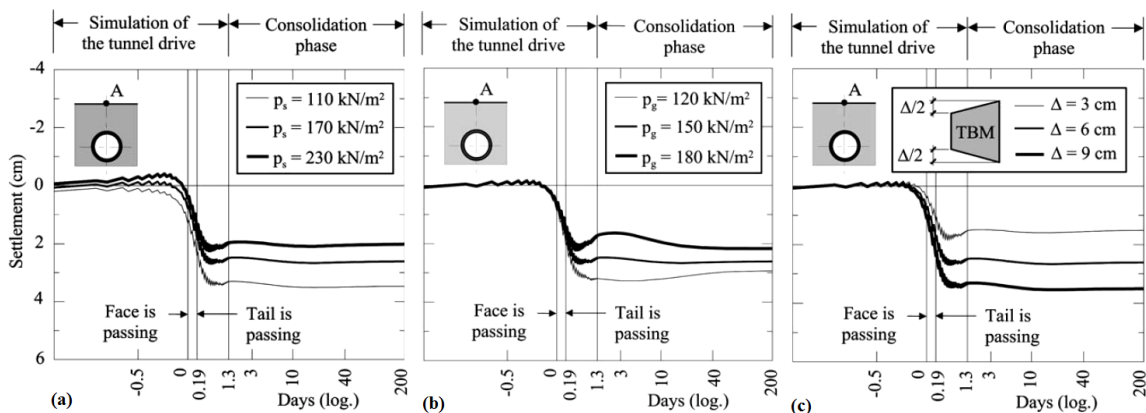 Simulation of
the tunnel drive
Consolidation
phase
-4
-2
0
2
4
6
Settlement (cm)
A
pₛ = 110 kN/m²
pₛ = 170 kN/m²
pₛ = 230 kN/m²
Face is
passing
Tail is
passing
-0.5
0
0.19
1.3
3
10
40
200
(a)
Days (log.)
Simulation of
the tunnel drive
Consolidation
phase
A
p_g = 120 kN/m²
p_g = 150 kN/m²
p_g = 180 kN/m²
Face is
passing
Tail is
passing
-0.5
0
0.19
1.3
3
10
40
200
(b)
Days (log.)
Simulation of
the tunnel drive
Consolidation
phase
A
Δ/2
TBM
Δ/2
Δ = 3 cm
Δ = 6 cm
Δ = 9 cm
Face is
passing
Tail is
passing
-0.5
0
0.19
1.3
3
10
40
200
(c)
Days (log.)